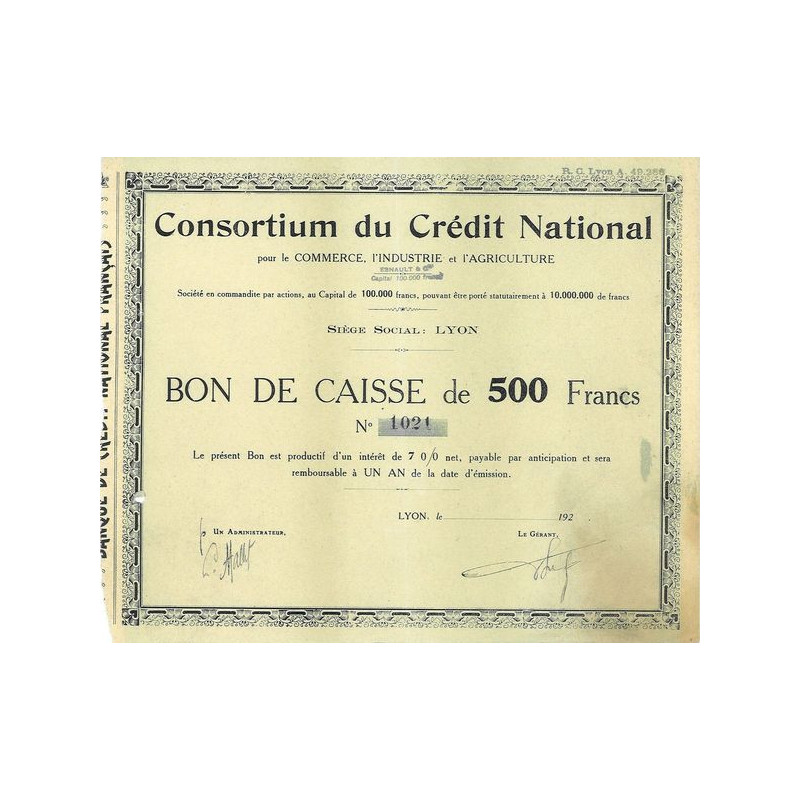 R. C. Lyon A. 49.286
Consortium du Crédit National
pour le COMMERCE, l'INDUSTRIE et l'AGRICULTURE
ESNAULT & Cie
Capital 100.000 francs
Société en commandite par actions, au Capital de 100.000 francs, pouvant être porté statutairement à 10.000.000 de francs
SIÈGE SOCIAL: LYON
BON DE CAISSE de 500 Francs
No 1021
Le présent Bon est productif d'un intérêt de 7 0/0 net, payable par anticipation et sera
remboursable à UN AN de la date d'émission.
LYON, le 192
UN ADMINISTRATEUR, LE GÉRANT,